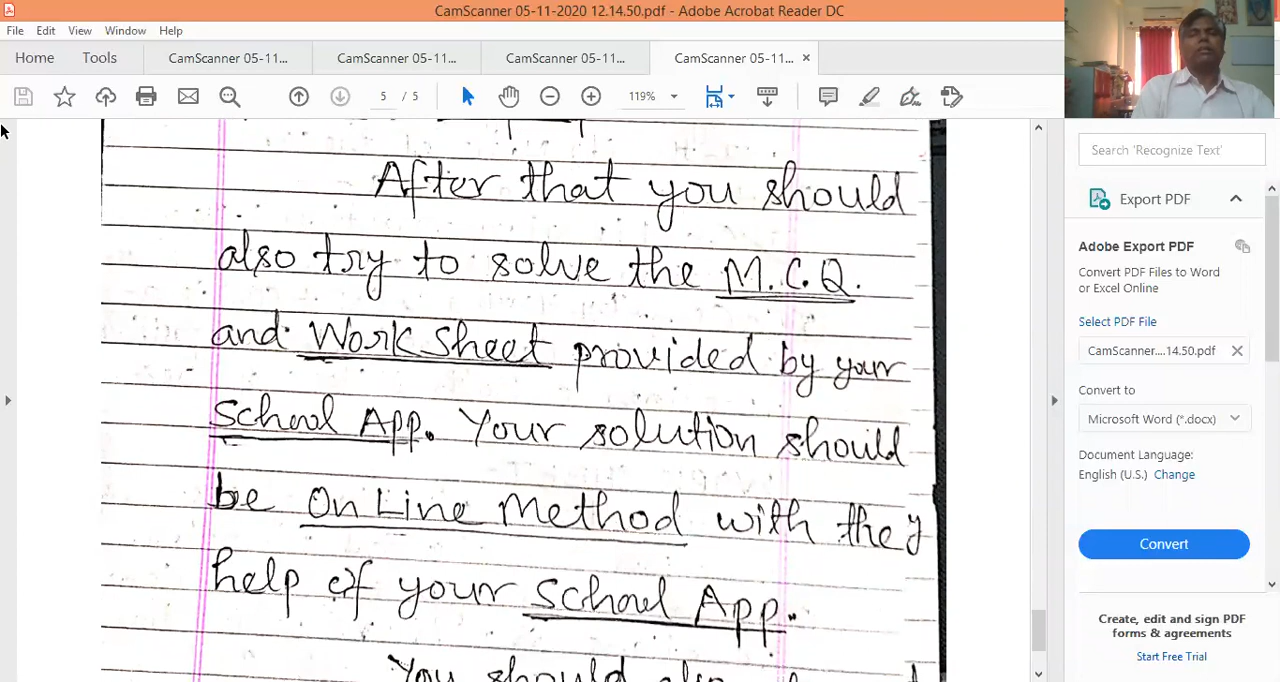 CamScanner 05-11-2020 12.14.50.pdf - Adobe Acrobat Reader DC
File Edit View Window Help
Home Tools CamScanner 05-11... CamScanner 05-11... CamScanner 05-11... CamScanner 05-11... ×
5 / 5 119%
After that you should
also try to solve the M.C.Q.
and Work Sheet provided by your
School App. Your solution should
be On Line Method with the
help of your School App.
You should also
Search 'Recognize Text'
Export PDF
Adobe Export PDF
Convert PDF Files to Word
or Excel Online
Select PDF File
CamScanner....14.50.pdf
Convert to
Microsoft Word (*.docx)
Document Language:
English (U.S.) Change
Convert
Create, edit and sign PDF
forms & agreements
Start Free Trial